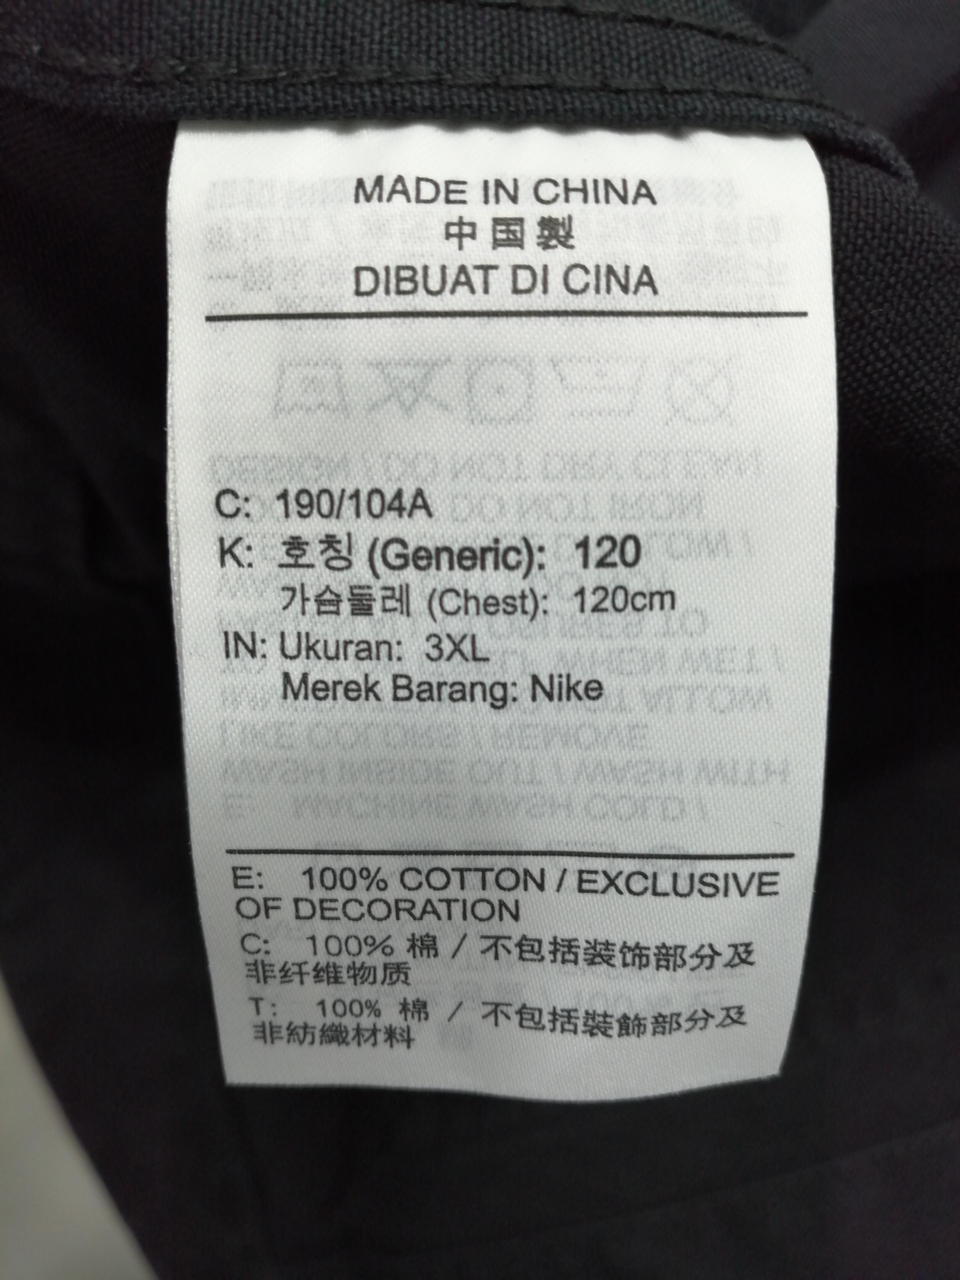 MADE IN CHINA
中国製
DIBUAT DI CINA
C: 190/104A
K: 호칭 (Generic): 120
가슴둘레 (Chest): 120cm
IN: Ukuran: 3XL
Merek Barang: Nike
E: 100% COTTON / EXCLUSIVE
OF DECORATION
C: 100% 棉 / 不包括装饰部分及
非纤维物质
T: 100% 棉 / 不包括裝飾部分及
非紡織材料